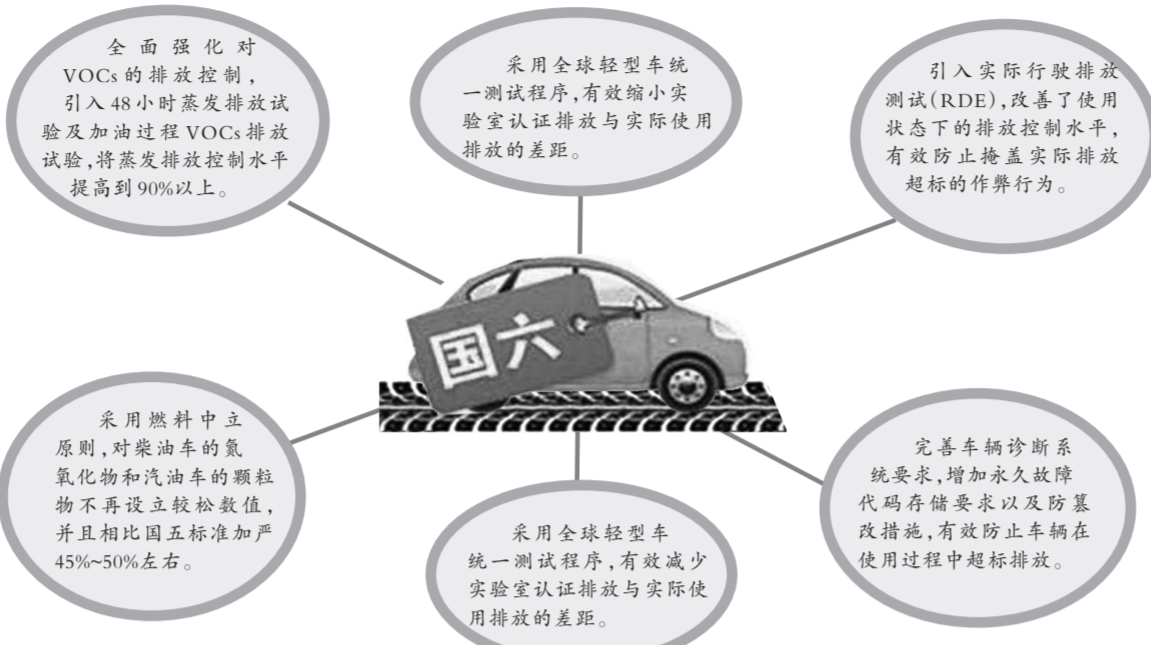 全面强化对
VOCs的排放控制，
引入48小时蒸发排放试
验及加油过程VOCs排放
试验,将蒸发排放控制水平
提高到90%以上。
采用全球轻型车统
一测试程序,有效缩小实
验室认证排放与实际使用
排放的差距。
引入实际行驶排放
测试(RDE),改善了使用
状态下的排放控制水平,
有效防止掩盖实际排放
超标的作弊行为。
国六
采用燃料中立
原则,对柴油车的氮
氧化物和汽油车的颗粒
物不再设立较松数值,
并且相比国五标准加严
45%~50%左右。
采用全球轻型车
统一测试程序,有效减少
实验室认证排放与实际使
用排放的差距。
完善车辆诊断系
统要求,增加永久故障
代码存储要求以及防篡
改措施,有效防止车辆在
使用过程中超标排放。